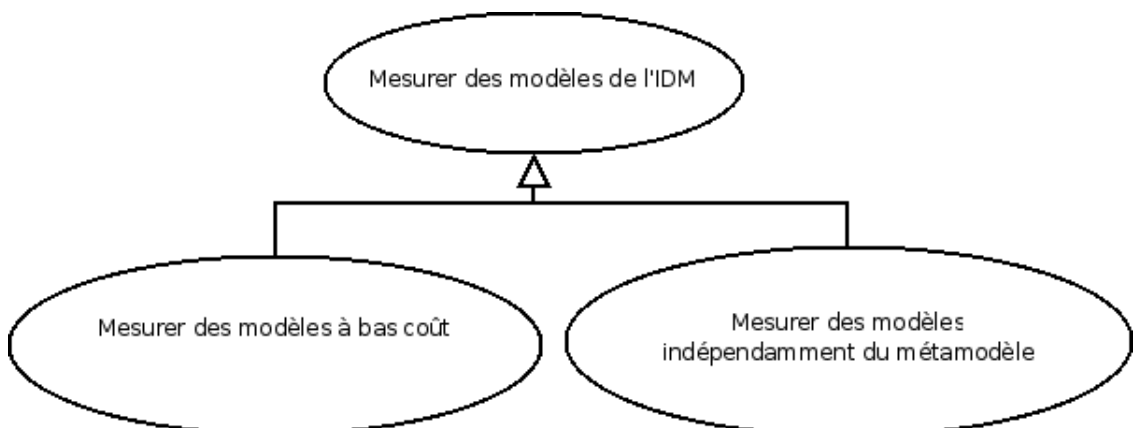 Mesurer des modèles de l'IDM
Mesurer des modèles à bas coût
Mesurer des modèles
indépendamment du métamodèle